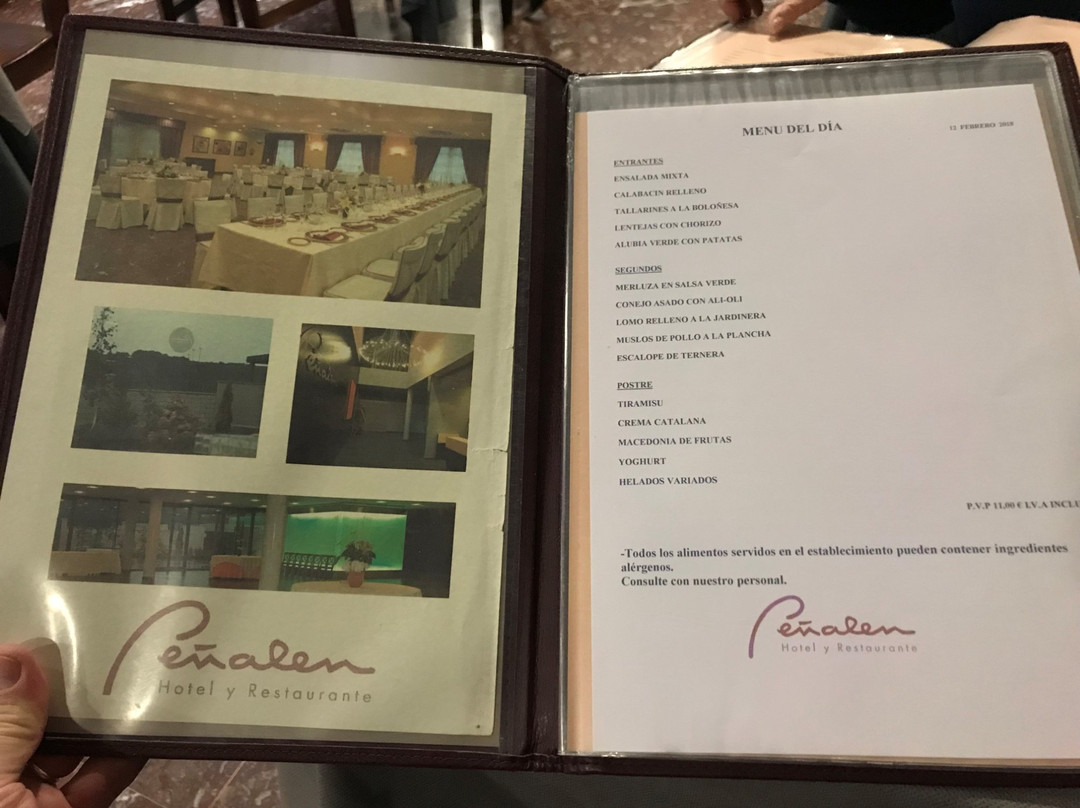 Peñalen
Hotel y Restaurante
MENU DEL DÍA
12 FEBRERO 2018
ENTRANTES
ENSALADA MIXTA
CALABACIN RELLENO
TALLARINES A LA BOLOÑESA
LENTEJAS CON CHORIZO
ALUBIA VERDE CON PATATAS
SEGUNDOS
MERLUZA EN SALSA VERDE
CONEJO ASADO CON ALI-OLI
LOMO RELLENO A LA JARDINERA
MUSLOS DE POLLO A LA PLANCHA
ESCALOPE DE TERNERA
POSTRE
TIRAMISU
CREMA CATALANA
MACEDONIA DE FRUTAS
YOGHURT
HELADOS VARIADOS
P.V.P 11,00 € I.V.A INCLU
-Todos los alimentos servidos en el establecimiento pueden contener ingredientes
alérgenos.
Consulte con nuestro personal.
Peñalen
Hotel y Restaurante